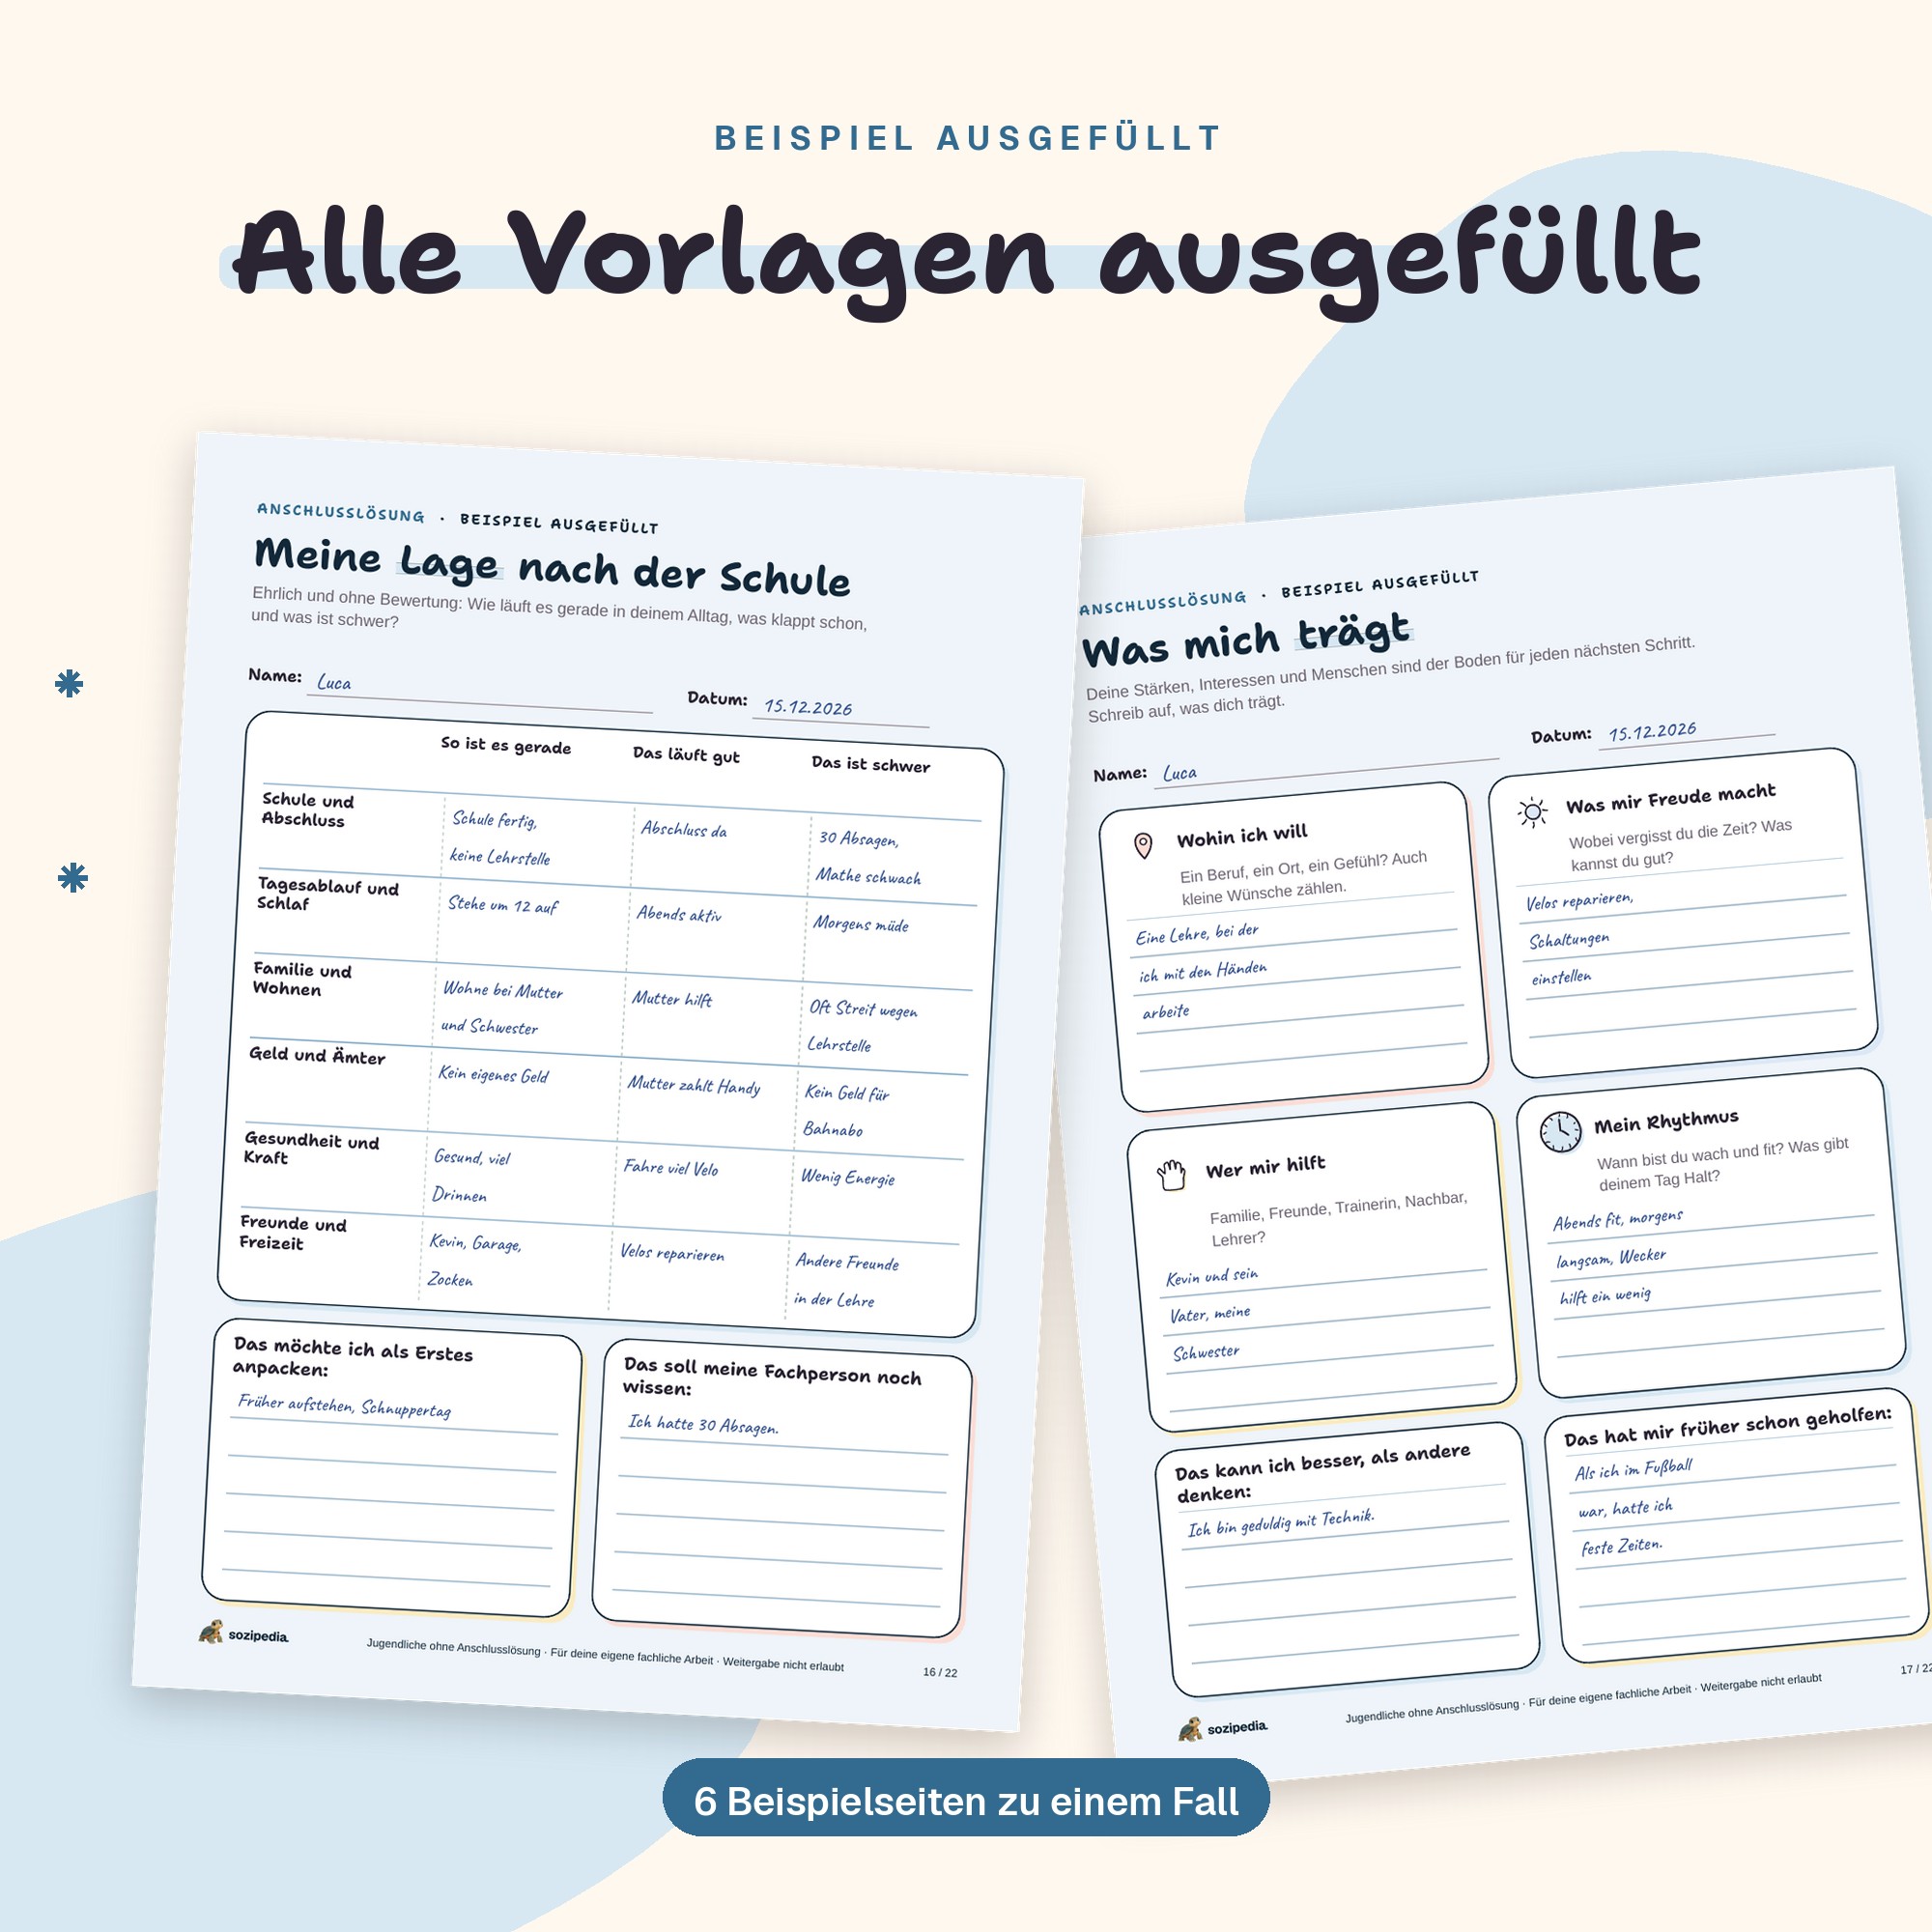 BEISPIEL AUSGEFÜLLT
Alle Vorlagen ausgefüllt
ANSCHLUSSLÖSUNG · BEISPIEL AUSGEFÜLLT
Meine Lage nach der Schule
Ehrlich und ohne Bewertung: Wie läuft es gerade in deinem Alltag, was klappt schon,
und was ist schwer?
Name: Luca Datum: 15.12.2026
So ist es gerade Das läuft gut Das ist schwer
Schule und
Abschluss
Schule fertig,
keine Lehrstelle
Abschluss da
30 Absagen,
Mathe schwach
Tagesablauf und
Schlaf
Stehe um 12 auf
Abends aktiv
Morgens müde
Familie und
Wohnen
Wohne bei Mutter
und Schwester
Mutter hilft
Oft Streit wegen
Lehrstelle
Geld und Ämter
Kein eigenes Geld
Mutter zahlt Handy
Kein Geld für
Bahnabo
Gesundheit und
Kraft
Gesund, viel
Drinnen
Fahre viel Velo
Wenig Energie
Freunde und
Freizeit
Kevin, Garage,
Zocken
Velos reparieren
Andere Freunde
in der Lehre
Das möchte ich als Erstes
anpacken:
Früher aufstehen, Schnuppertag
Das soll meine Fachperson noch
wissen:
Ich hatte 30 Absagen.
sozipedia.
Jugendliche ohne Anschlusslösung · Für deine eigene fachliche Arbeit · Weitergabe nicht erlaubt
16 / 22
ANSCHLUSSLÖSUNG · BEISPIEL AUSGEFÜLLT
Was mich trägt
Deine Stärken, Interessen und Menschen sind der Boden für jeden nächsten Schritt.
Schreib auf, was dich trägt.
Name: Luca Datum: 15.12.2026
Wohin ich will
Ein Beruf, ein Ort, ein Gefühl? Auch
kleine Wünsche zählen.
Eine Lehre, bei der
ich mit den Händen
arbeite
Was mir Freude macht
Wobei vergisst du die Zeit? Was
kannst du gut?
Velos reparieren,
Schaltungen
einstellen
Wer mir hilft
Familie, Freunde, Trainerin, Nachbar,
Lehrer?
Kevin und sein
Vater, meine
Schwester
Mein Rhythmus
Wann bist du wach und fit? Was gibt
deinem Tag Halt?
Abends fit, morgens
langsam, Wecker
hilft ein wenig
Das kann ich besser, als andere
denken:
Ich bin geduldig mit Technik.
Das hat mir früher schon geholfen:
Als ich im Fußball
war, hatte ich
feste Zeiten.
sozipedia.
Jugendliche ohne Anschlusslösung · Für deine eigene fachliche Arbeit · Weitergabe nicht erlaubt
17 / 22
6 Beispielseiten zu einem Fall